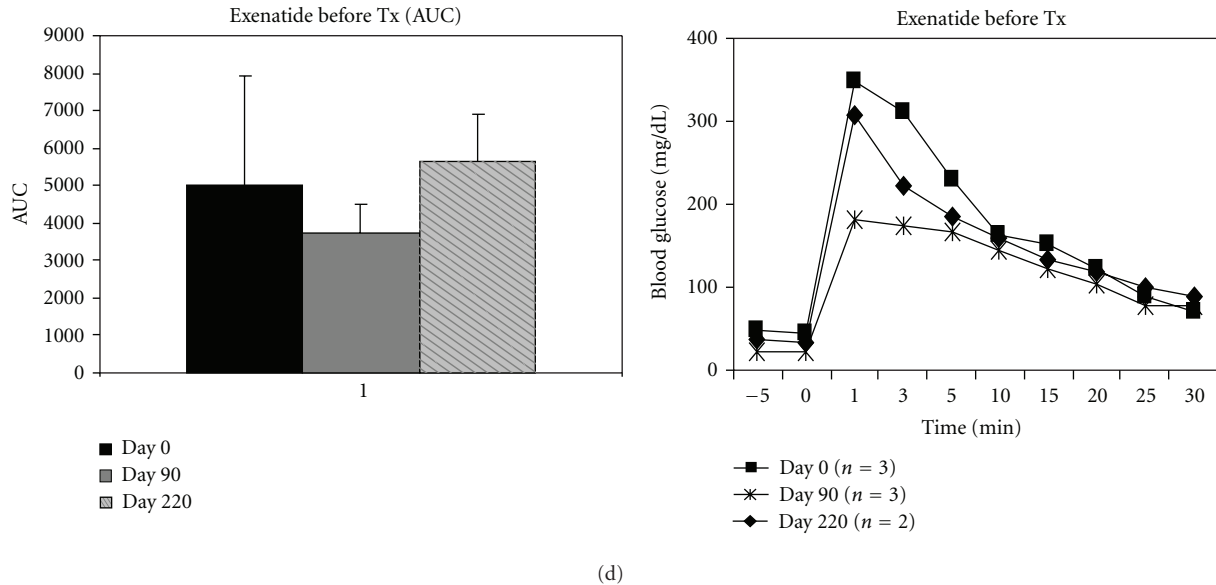 Exenatide before Tx (AUC)
9000
8000
7000
6000
5000
4000
3000
2000
1000
0
AUC
1
Day 0
Day 90
Day 220
Exenatide before Tx
400
300
200
100
0
Blood glucose (mg/dL)
−5 0 1 3 5 10 15 20 25 30
Time (min)
Day 0 (n = 3)
Day 90 (n = 3)
Day 220 (n = 2)
(d)